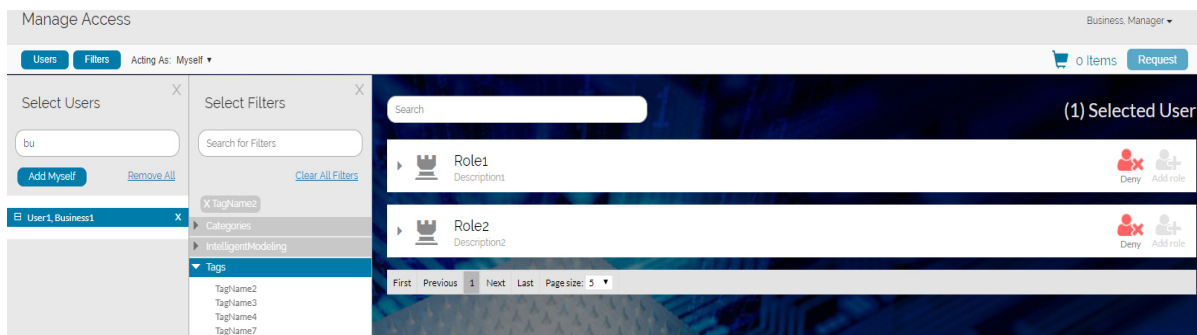 Manage Access
Business, Manager
Users Filters Acting As: Myself
0 Items Request
Select Users
X
bu
Add Myself Remove All
User1, Business1 X
Select Filters
X
Search for Filters
Clear All Filters
X TagName2
Categories
IntelligentModeling
Tags
TagName2
TagName3
TagName4
TagName7
Search
(1) Selected User
Role1
Description1
Deny Add role
Role2
Description2
Deny Add role
First Previous 1 Next Last Page size: 5